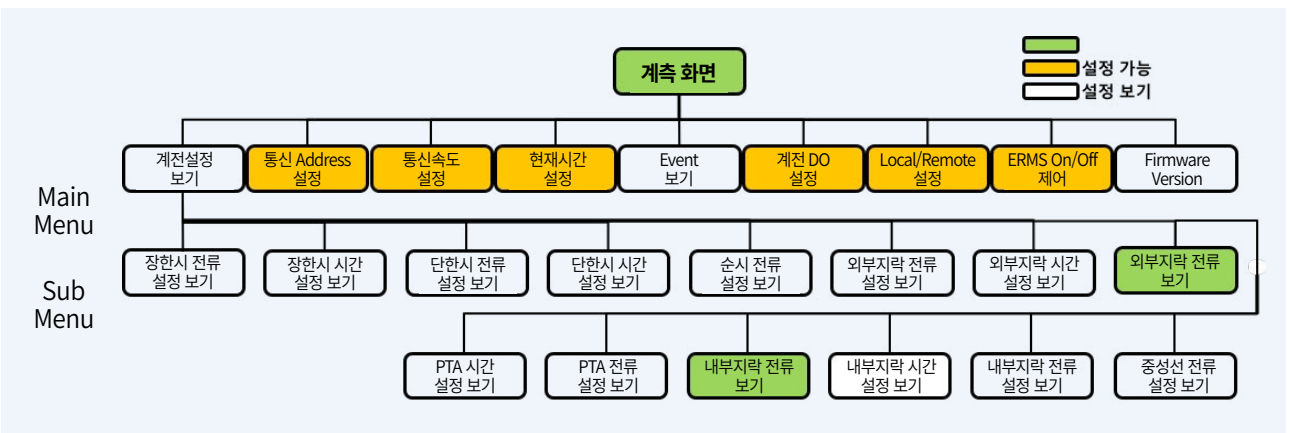 계측 화면
설정 가능
설정 보기
계전설정
보기
통신 Address
설정
통신속도
설정
현재시간
설정
Event
보기
계전 DO
설정
Local/Remote
설정
ERMS On/Off
제어
Firmware
Version
Main
Menu
장한시 전류
설정 보기
장한시 시간
설정 보기
단한시 전류
설정 보기
단한시 시간
설정 보기
순시 전류
설정 보기
외부지락 전류
설정 보기
외부지락 시간
설정 보기
외부지락 전류
보기
Sub
Menu
PTA 시간
설정 보기
PTA 전류
설정 보기
내부지락 전류
보기
내부지락 시간
설정 보기
내부지락 전류
설정 보기
중성선 전류
설정 보기